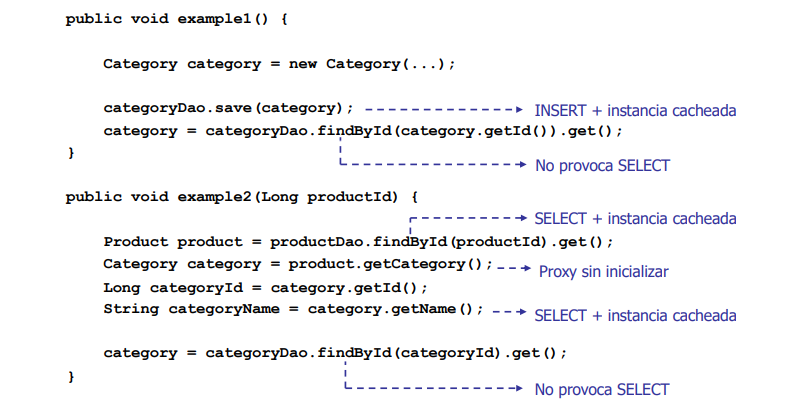 public void example1() {
Category category = new Category(...);
categoryDao.save(category);
INSERT + instancia cacheada
category = categoryDao.findById(category.getId()).get();
}
No provoca SELECT
public void example2(Long productId) {
SELECT + instancia cacheada
Product product = productDao.findById(productId).get();
Category category = product.getCategory();
Proxy sin inicializar
Long categoryId = category.getId();
String categoryName = category.getName();
SELECT + instancia cacheada
category = categoryDao.findById(categoryId).get();
}
No provoca SELECT